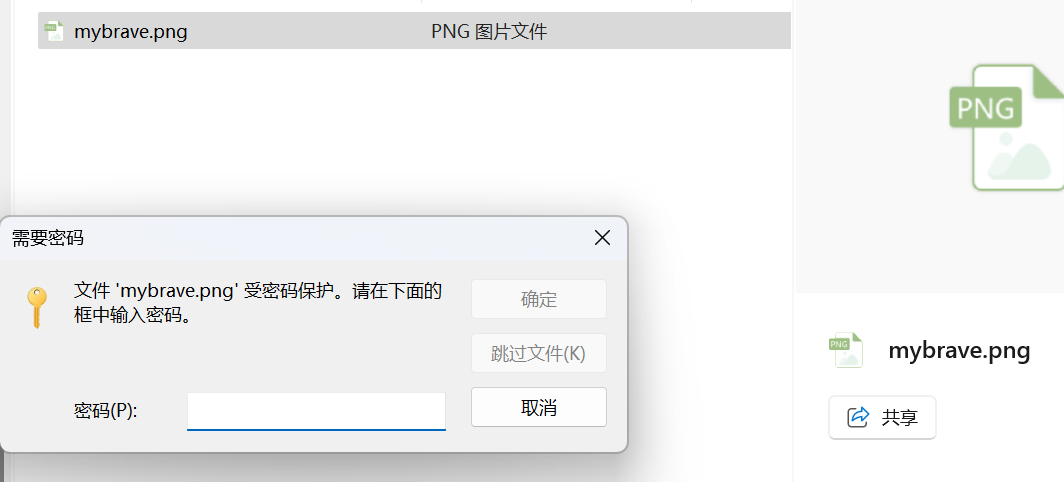 mybrave.png PNG 图片文件
PNG
需要密码
文件 'mybrave.png' 受密码保护。请在下面的
框中输入密码。
确定
跳过文件(K)
取消
密码(P):
PNG
mybrave.png
共享